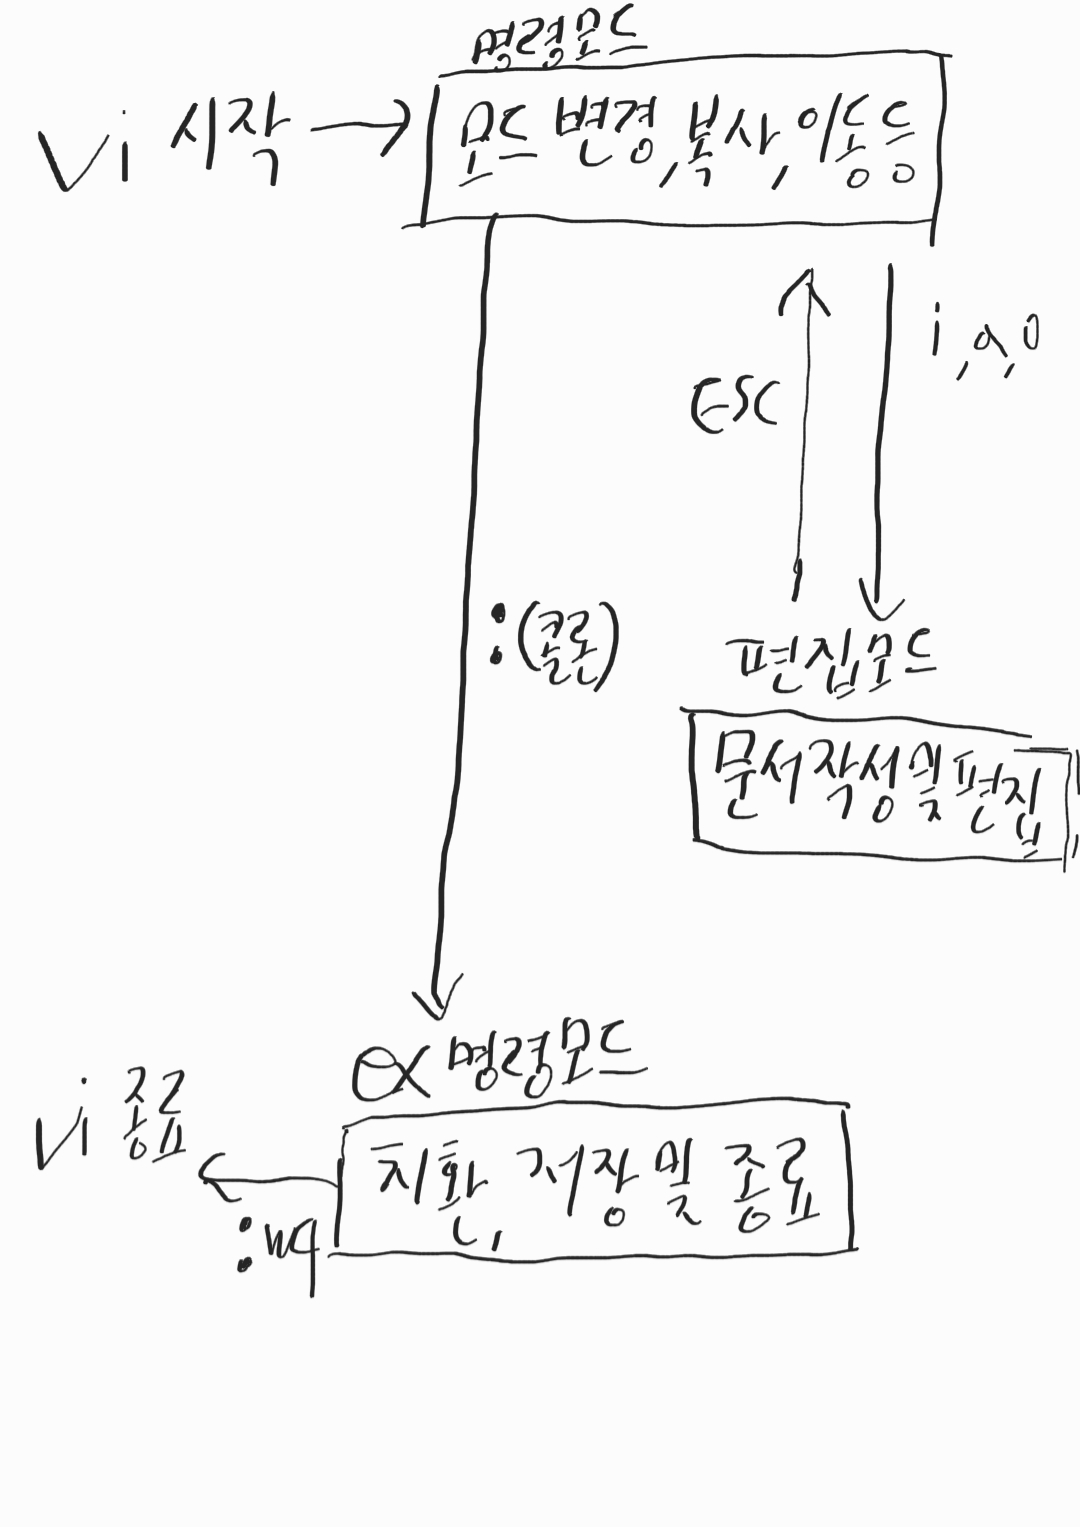 명령모드
vi 시작
모드 변경, 복사, 이동 등
i, a, o
ESC
:(콜론)
편집모드
문서작성 및 편집
ex 명령모드
vi 종료
치환, 저장 및 종료
:wq